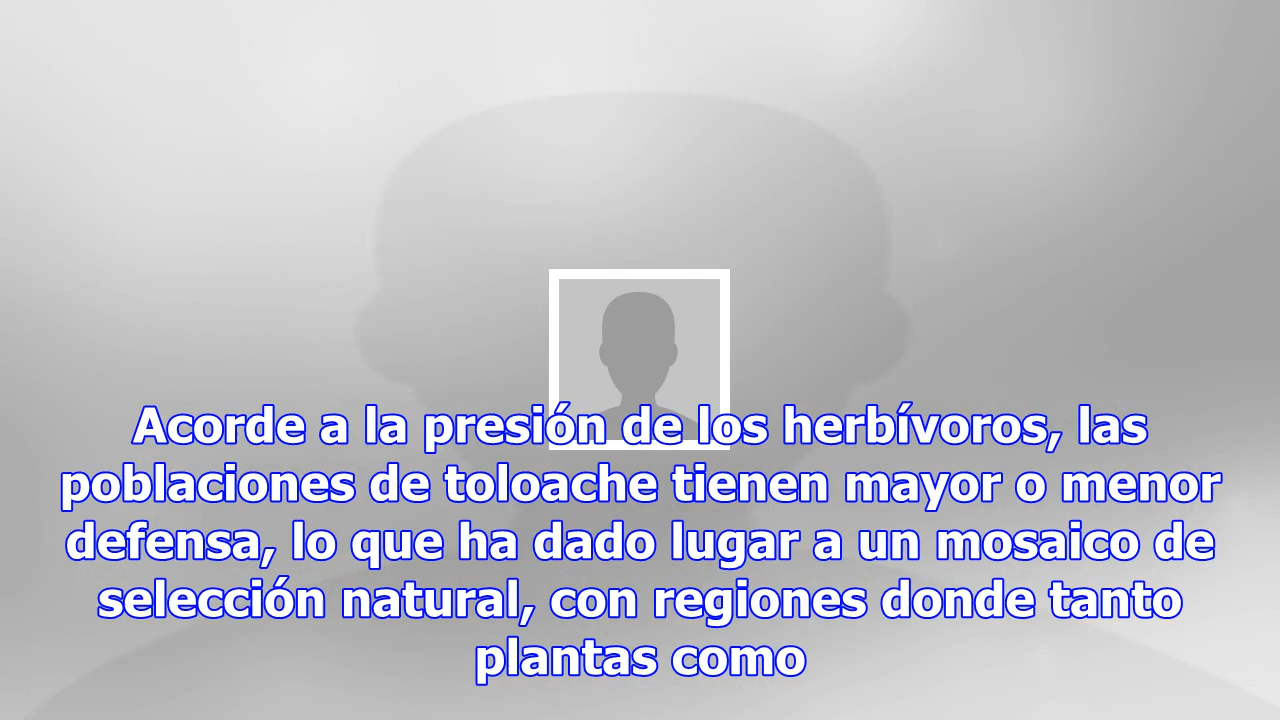 Acorde a la presión de los herbívoros, las
poblaciones de toloache tienen mayor o menor
defensa, lo que ha dado lugar a un mosaico de
selección natural, con regiones donde tanto
plantas como